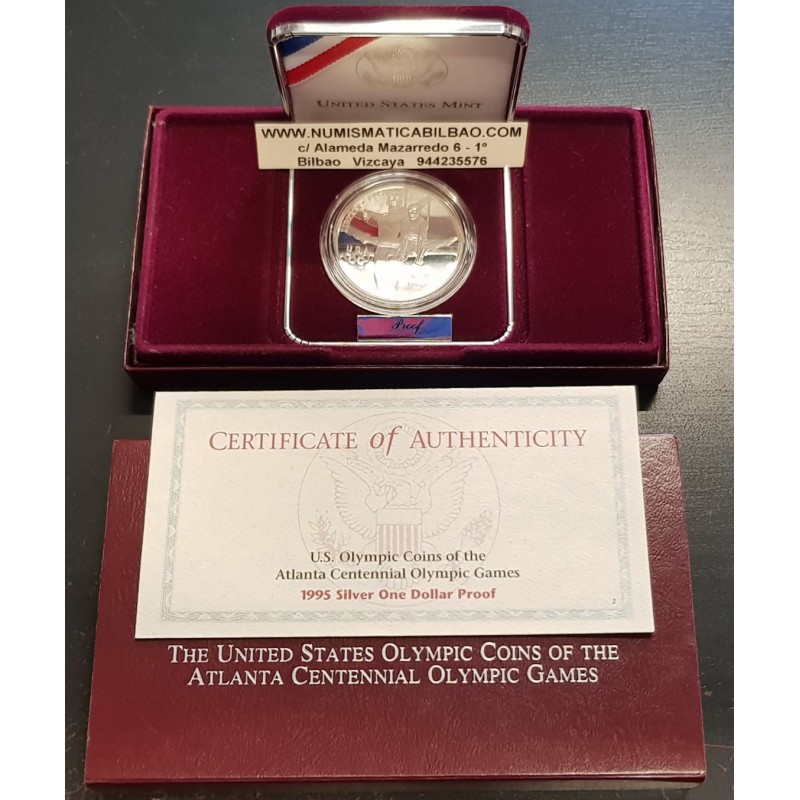 UNITED STATES MINT
WWW.NUMISMATICABILBAO.COM
c/ Alameda Mazarredo 6 - 1º
Bilbao Vizcaya 944235576
USA
Proof
CERTIFICATE of AUTHENTICITY
U.S. Olympic Coins of the
Atlanta Centennial Olympic Games
1995 Silver One Dollar Proof
2
THE UNITED STATES OLYMPIC COINS OF THE
ATLANTA CENTENNIAL OLYMPIC GAMES